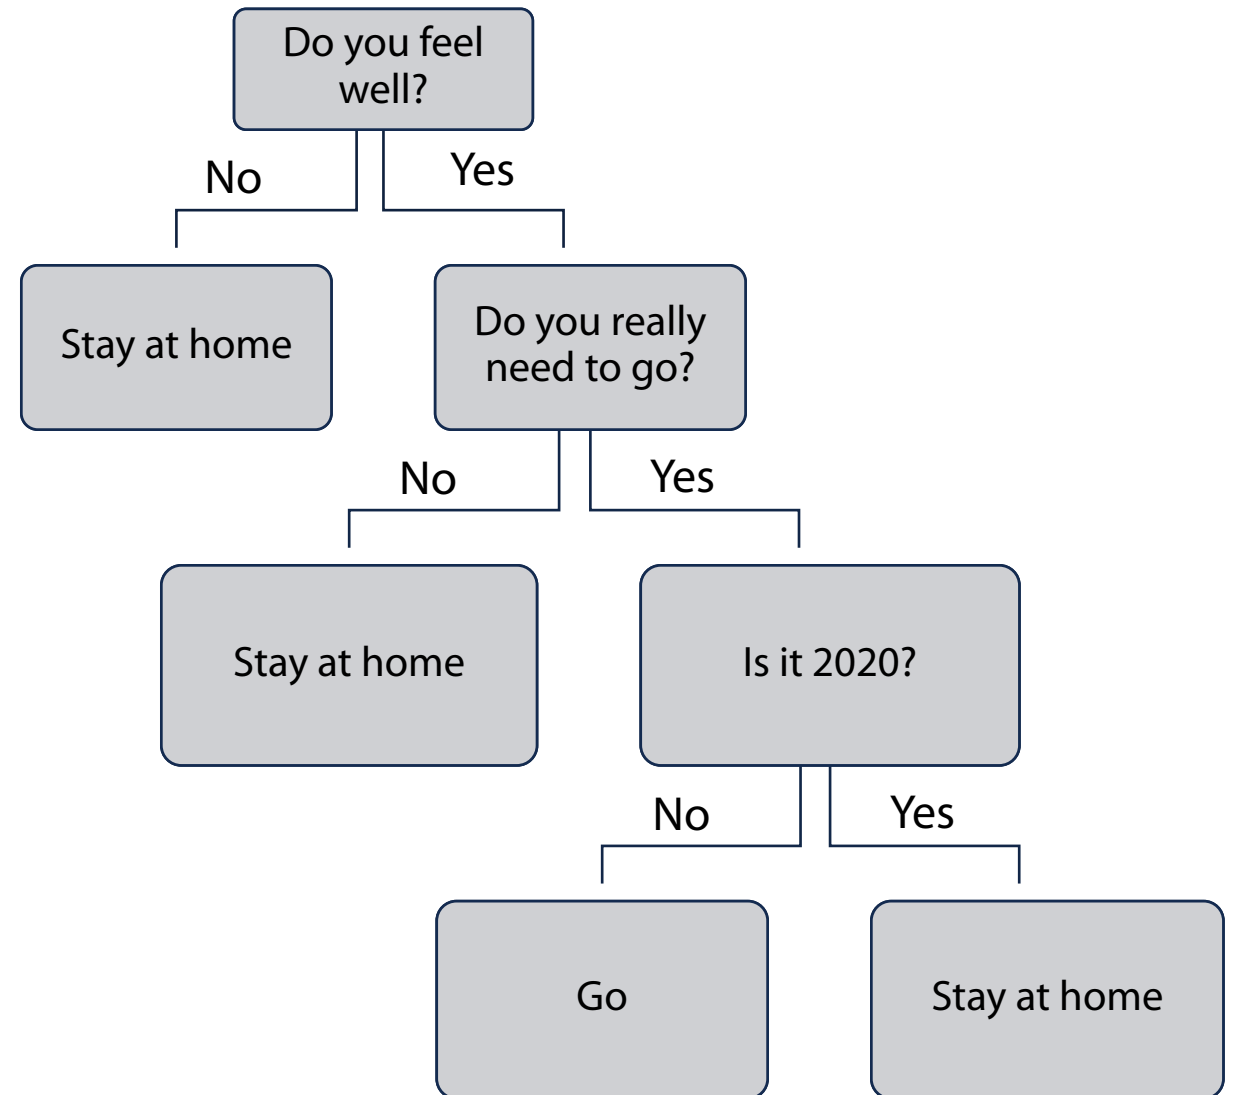 Do you feel
well?
No
Yes
Stay at home
Do you really
need to go?
No
Yes
Stay at home
Is it 2020?
No
Yes
Go
Stay at home